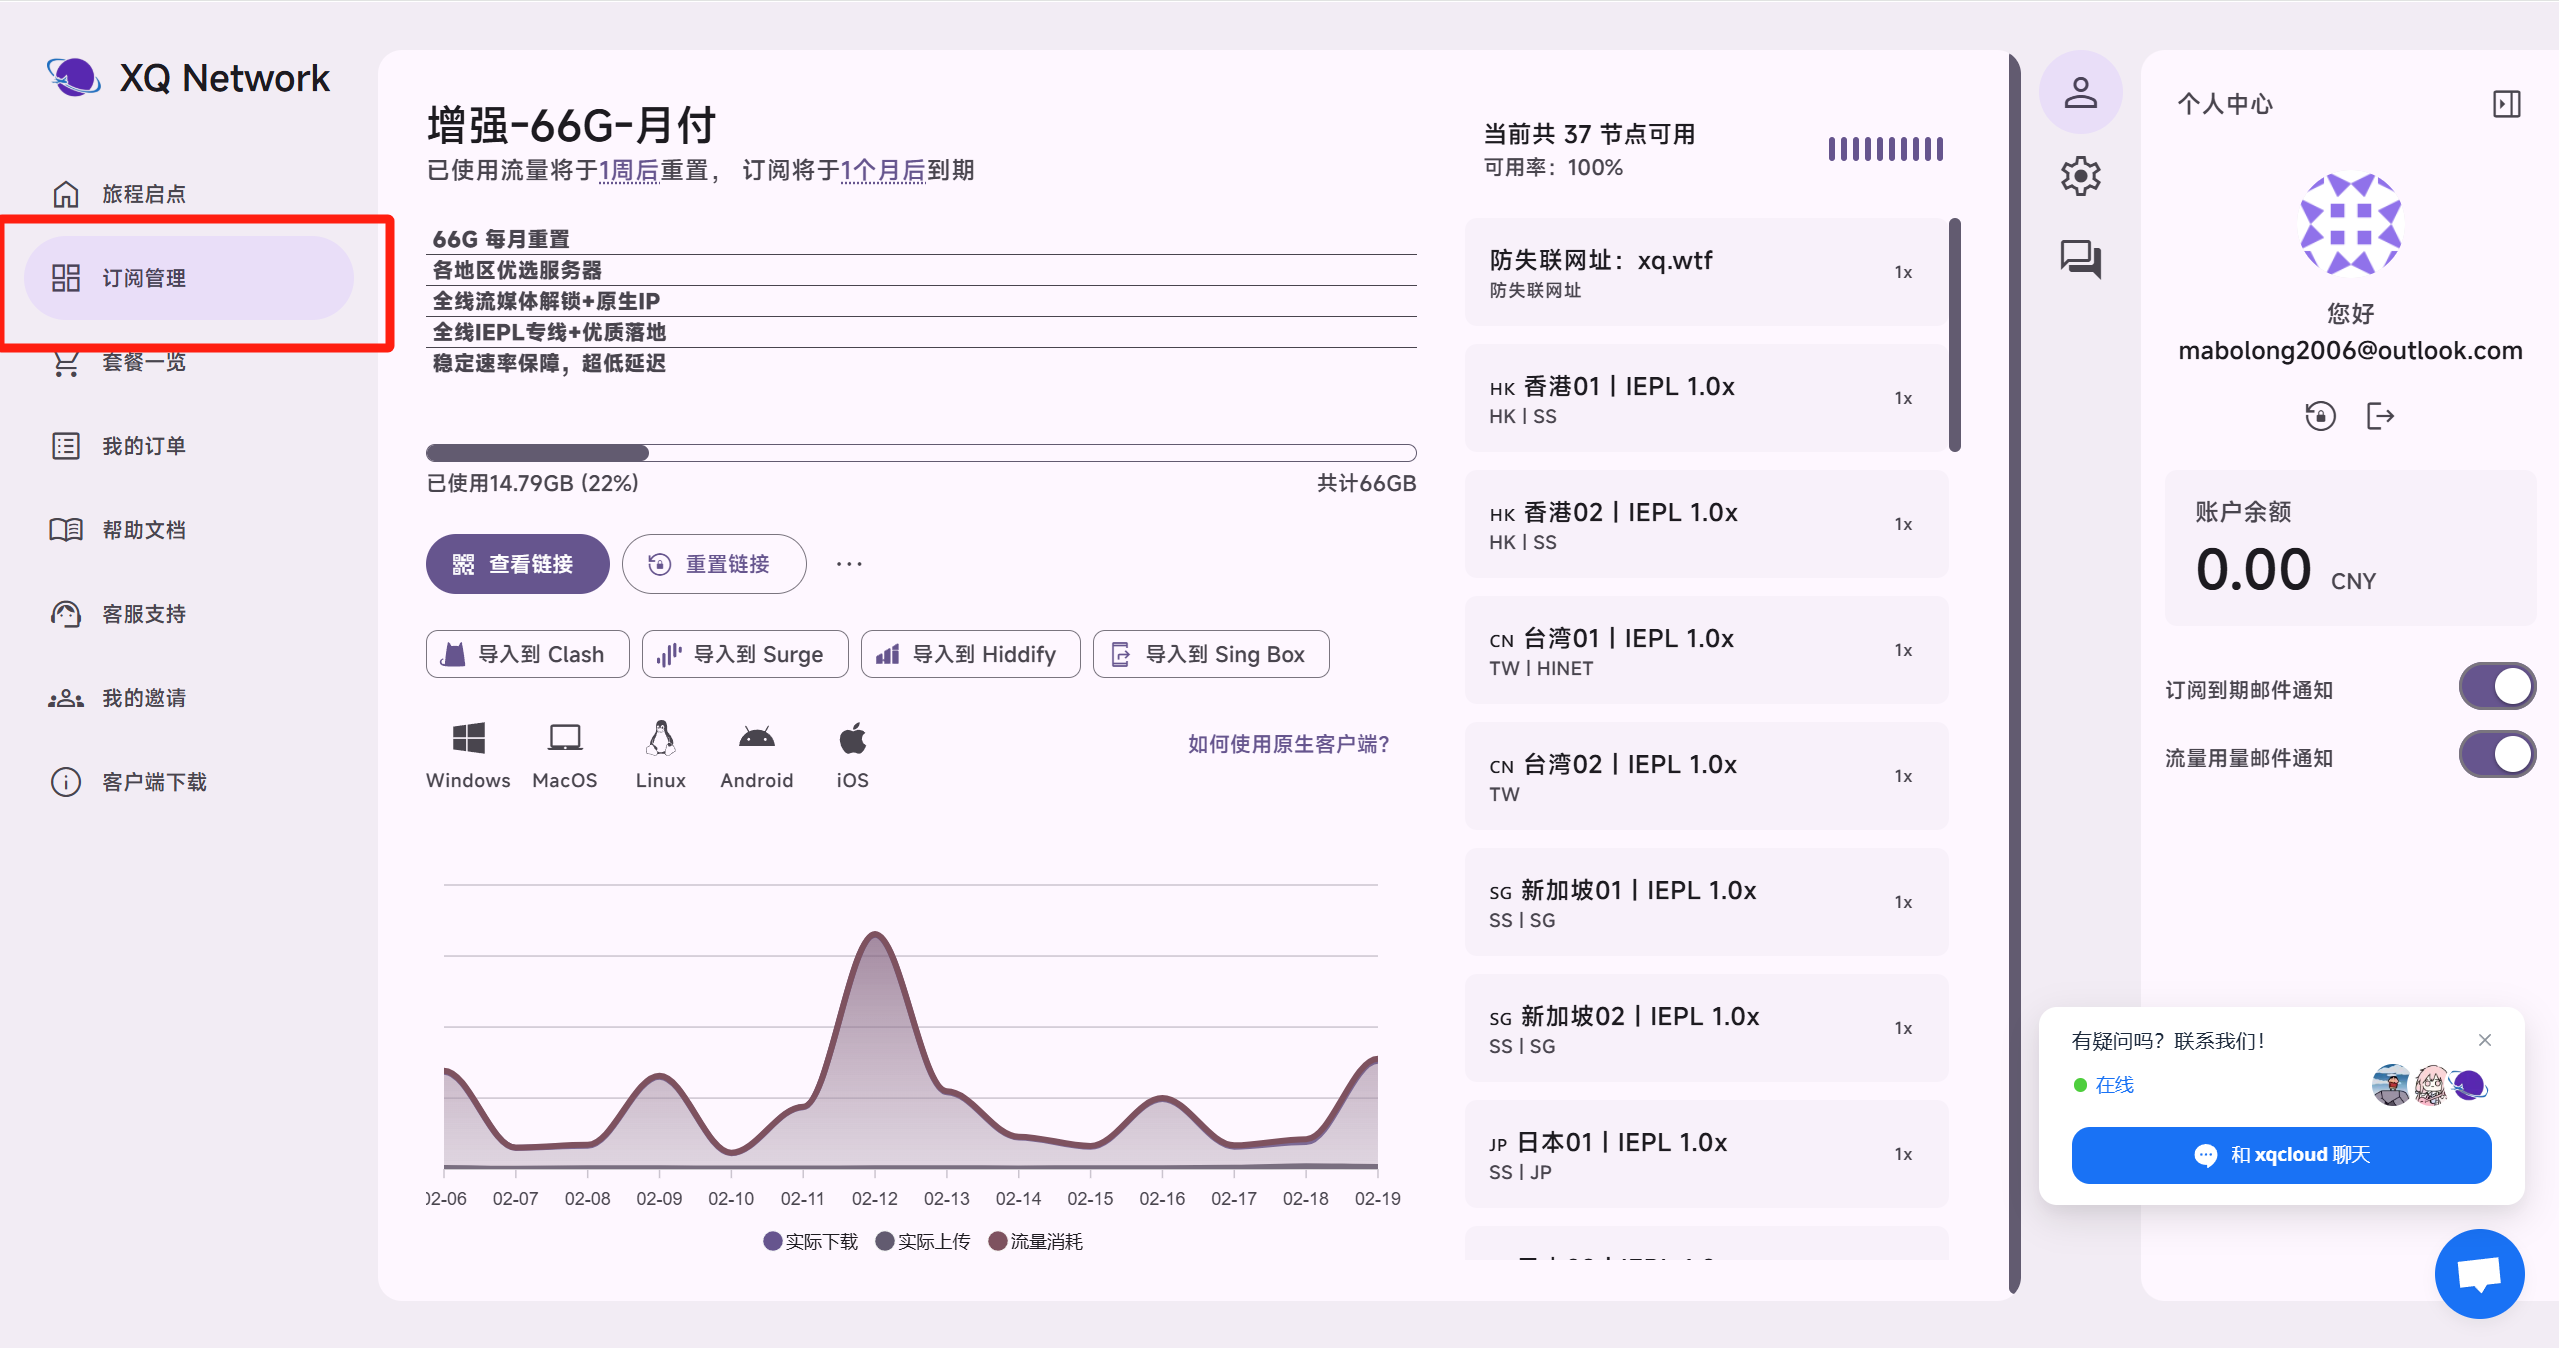 XQ Network
旅程启点
订阅管理
套餐一览
我的订单
帮助文档
客服支持
我的邀请
客户端下载
增强-66G-月付
已使用流量将于1周后重置， 订阅将于1个月后到期
66G 每月重置
各地区优选服务器
全线流媒体解锁+原生IP
全线IEPL专线+优质落地
稳定速率保障，超低延迟
已使用14.79GB (22%)
共计66GB
查看链接
重置链接
···
导入到 Clash
导入到 Surge
导入到 Hiddify
导入到 Sing Box
Windows
MacOS
Linux
Android
iOS
如何使用原生客户端？
02-06
02-07
02-08
02-09
02-10
02-11
02-12
02-13
02-14
02-15
02-16
02-17
02-18
02-19
实际下载
实际上传
流量消耗
当前共 37 节点可用
可用率：100%
防失联网址：xq.wtf
防失联网址
1x
HK 香港01 | IEPL 1.0x
HK | SS
1x
HK 香港02 | IEPL 1.0x
HK | SS
1x
CN 台湾01 | IEPL 1.0x
TW | HINET
1x
CN 台湾02 | IEPL 1.0x
TW
1x
SG 新加坡01 | IEPL 1.0x
SS | SG
1x
SG 新加坡02 | IEPL 1.0x
SS | SG
1x
JP 日本01 | IEPL 1.0x
SS | JP
1x
个人中心
您好
mabolong2006@outlook.com
账户余额
0.00 CNY
订阅到期邮件通知
流量用量邮件通知
有疑问吗？联系我们！
在线
和 xqcloud 聊天